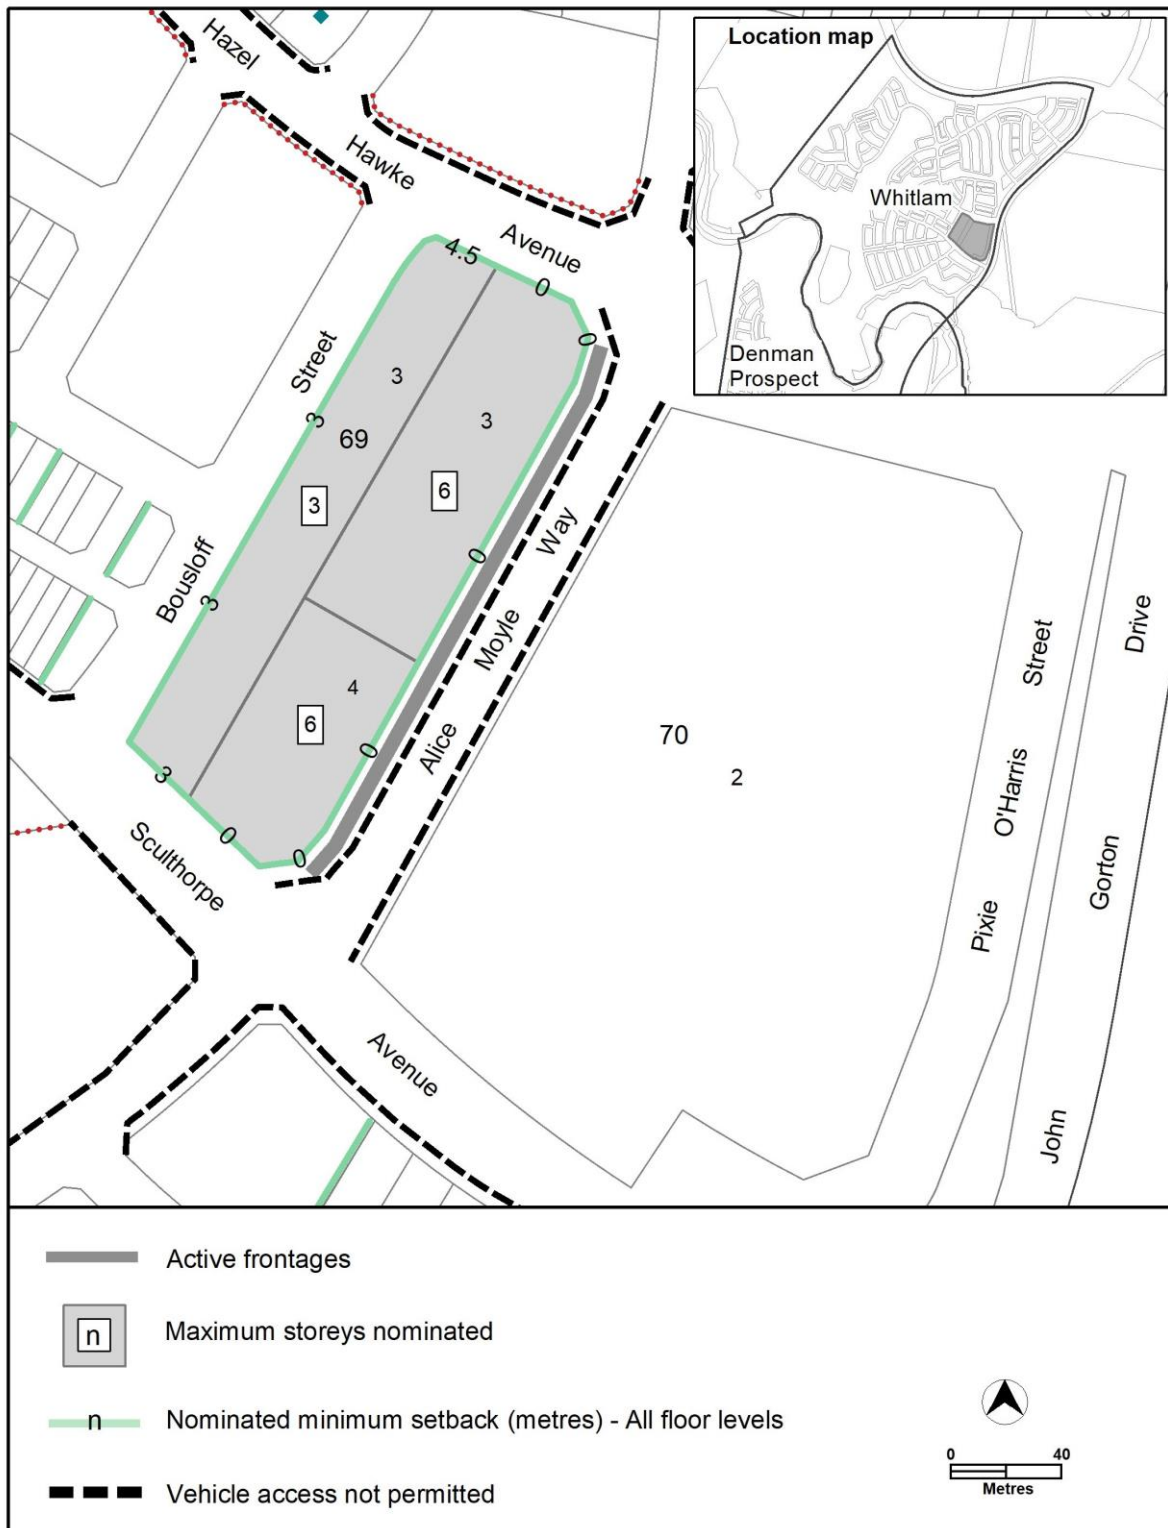 Hazel
Hawke
Avenue
3
Location map
Whitlam
Denman
Prospect
4.5
0
0
Street
3
3
3
69
3
6
Bousloff
3
0
Way
Moyle
Alice
4
6
0
3
0
0
Sculthorpe
Avenue
70
2
Street
O'Harris
Pixie
Drive
Gorton
John
Active frontages
n Maximum storeys nominated
n Nominated minimum setback (metres) - All floor levels
Vehicle access not permitted
0 40
Metres